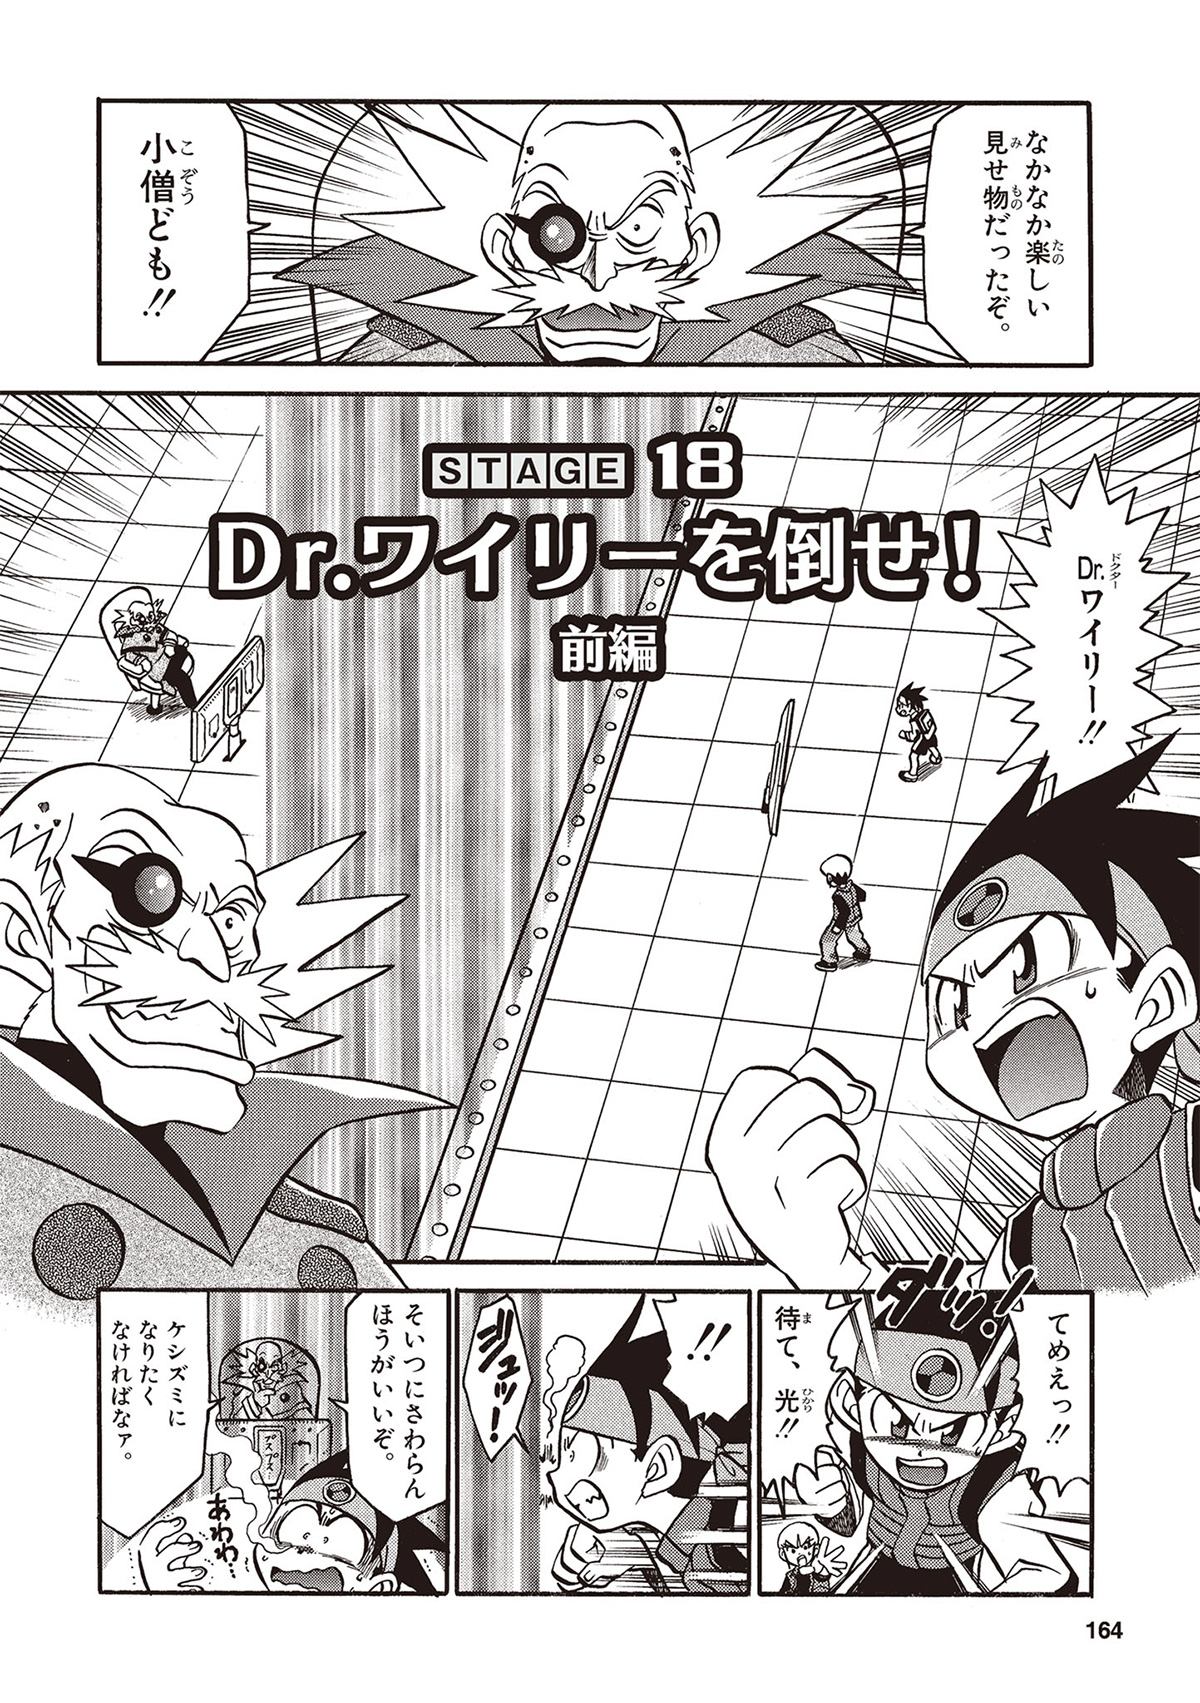 なかなか楽しい
見せ物だったぞ。
小僧ども!!
STAGE 18
Dr.ワイリーを倒せ!
前編
Dr.ワイリー!!
てめえっ!!
ダッ!
待て、光!!
!!
ジュッ!
そいつにさわらん
ほうがいいぞ。
プスプス…
あわわ…
ケシズミに
なりたく
なければなァ。
164